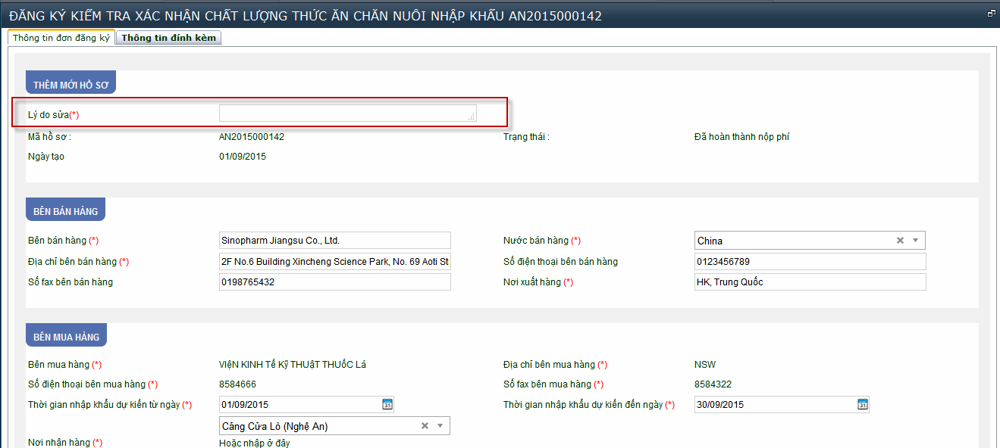 ĐĂNG KÝ KIỂM TRA XÁC NHẬN CHẤT LƯỢNG THỨC ĂN CHĂN NUÔI NHẬP KHẨU AN2015000142
Thông tin đơn đăng ký Thông tin đính kèm
THÊM MỚI HỒ SƠ
Lý do sửa(*)
Mã hồ sơ : AN2015000142 Trạng thái : Đã hoàn thành nộp phí
Ngày tạo 01/09/2015
BÊN BÁN HÀNG
Bên bán hàng (*) Sinopharm Jiangsu Co., Ltd. Nước bán hàng (*) China
Địa chỉ bên bán hàng (*) 2F No.6 Building Xincheng Science Park, No. 69 Aoti St Số điện thoại bên bán hàng 0123456789
Số fax bên bán hàng 0198765432 Nơi xuất hàng (*) HK, Trung Quốc
BÊN MUA HÀNG
Bên mua hàng (*) VIệN KINH Tế Kỹ THUậT THUốC Lá Địa chỉ bên mua hàng (*) NSW
Số điện thoại bên mua hàng (*) 8584666 Số fax bên mua hàng (*) 8584322
Thời gian nhập khẩu dự kiến từ ngày (*) 01/09/2015 31 Thời gian nhập khẩu dự kiến đến ngày (*) 30/09/2015 31
Cảng Cửa Lò (Nghệ An)
Nơi nhận hàng (*) Hoặc nhập ở đây